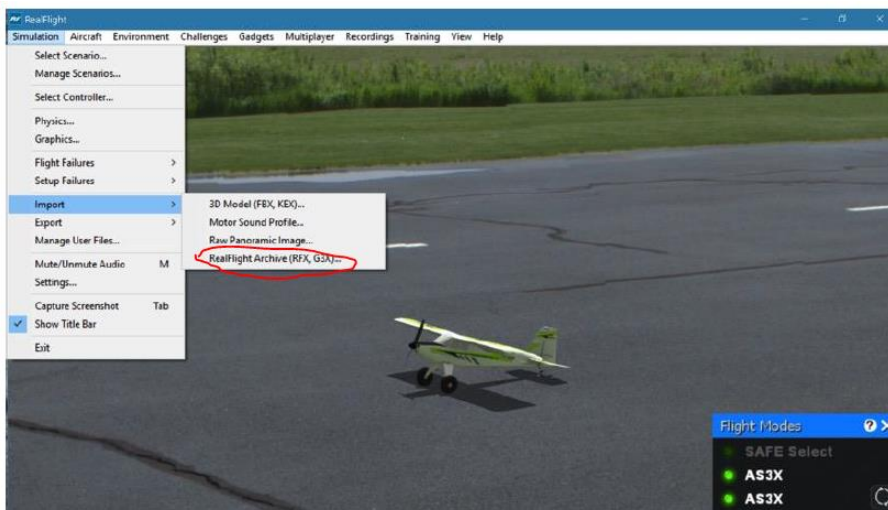 RealFlight
Simulation Aircraft Environment Challenges Gadgets Multiplayer Recordings Training View Help
Select Scenario...
Manage Scenarios...
Select Controller...
Physics...
Graphics...
Flight Failures >
Setup Failures >
Import >
Export >
Manage User Files...
Mute/Unmute Audio M
Settings...
Capture Screenshot Tab
Show Title Bar
Exit
3D Model (FBX, KEX)...
Motor Sound Profile...
Raw Panoramic Image...
RealFlight Archive (RFX, G3X)...
Flight Modes ? X
SAFE Select
AS3X
AS3X